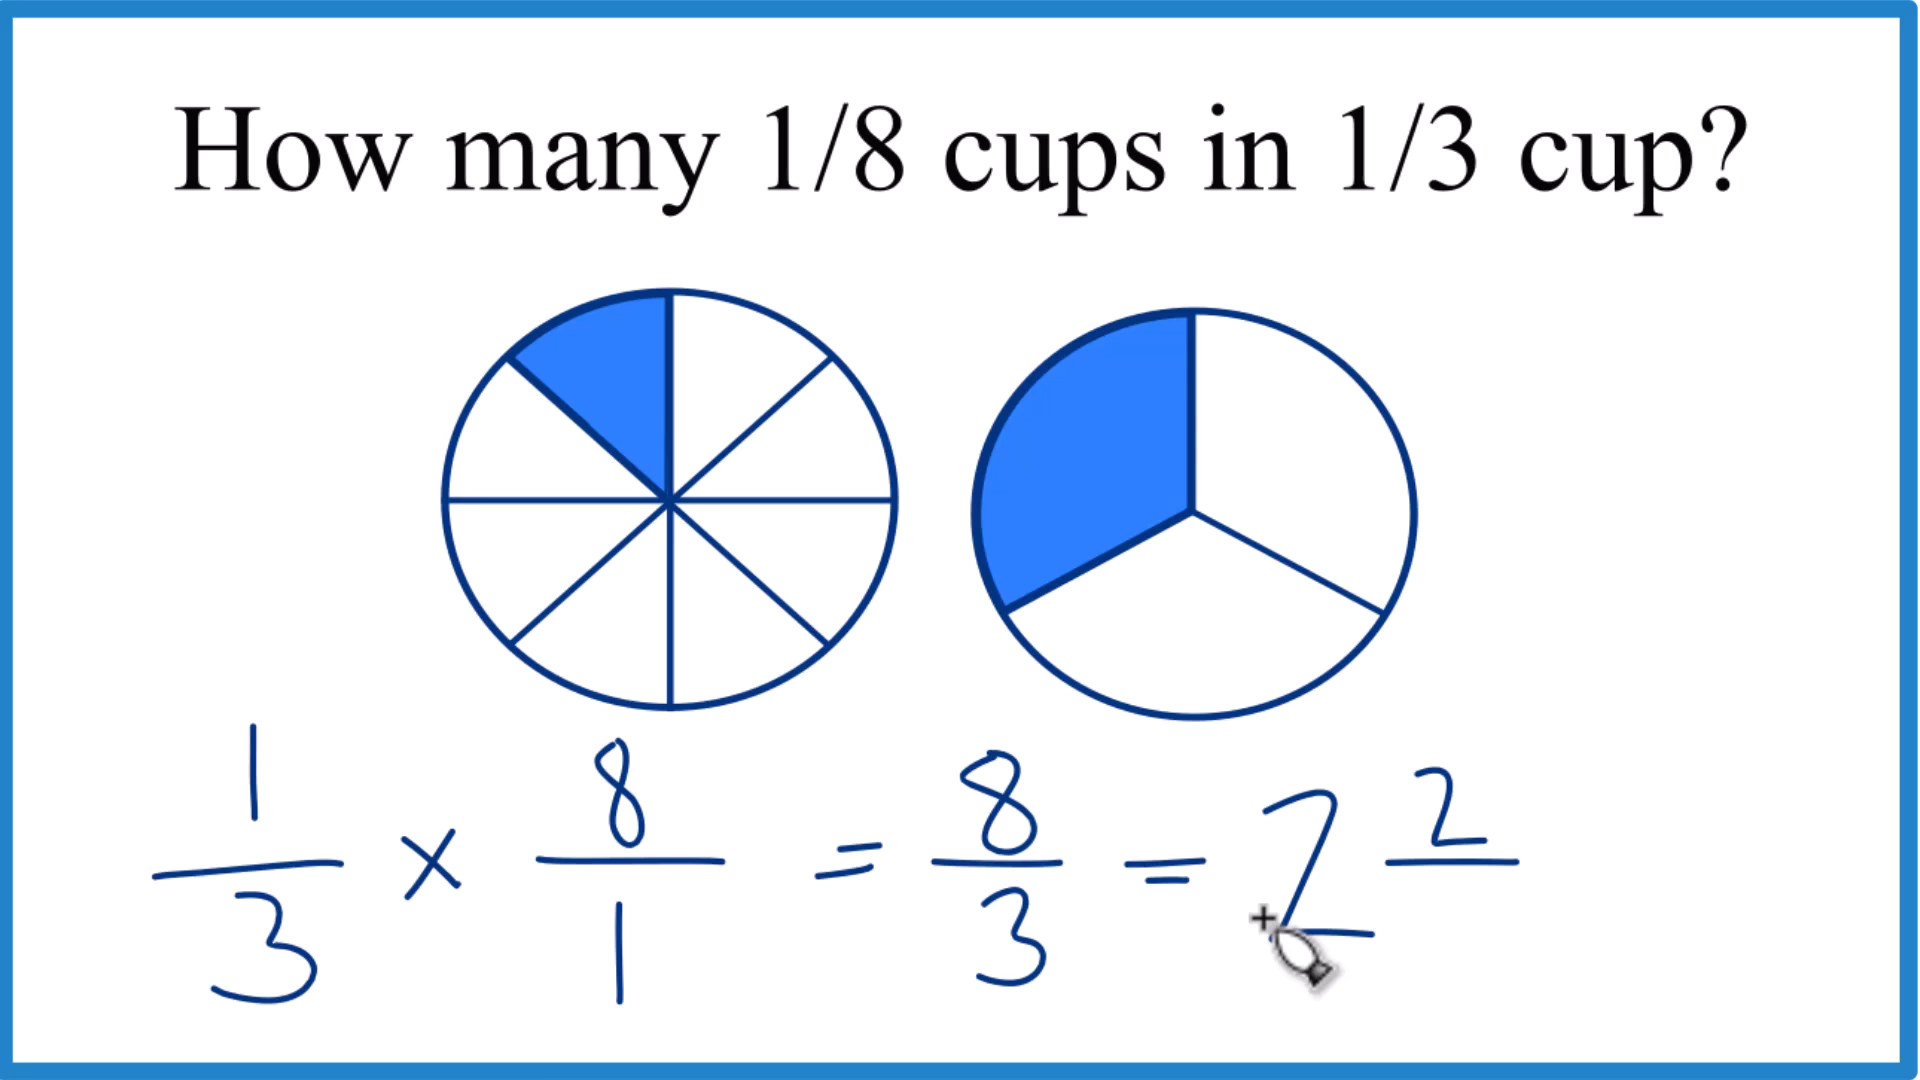 How many 1/8 cups in 1/3 cup?
1/3 × 8/1 = 8/3 = 2 2/